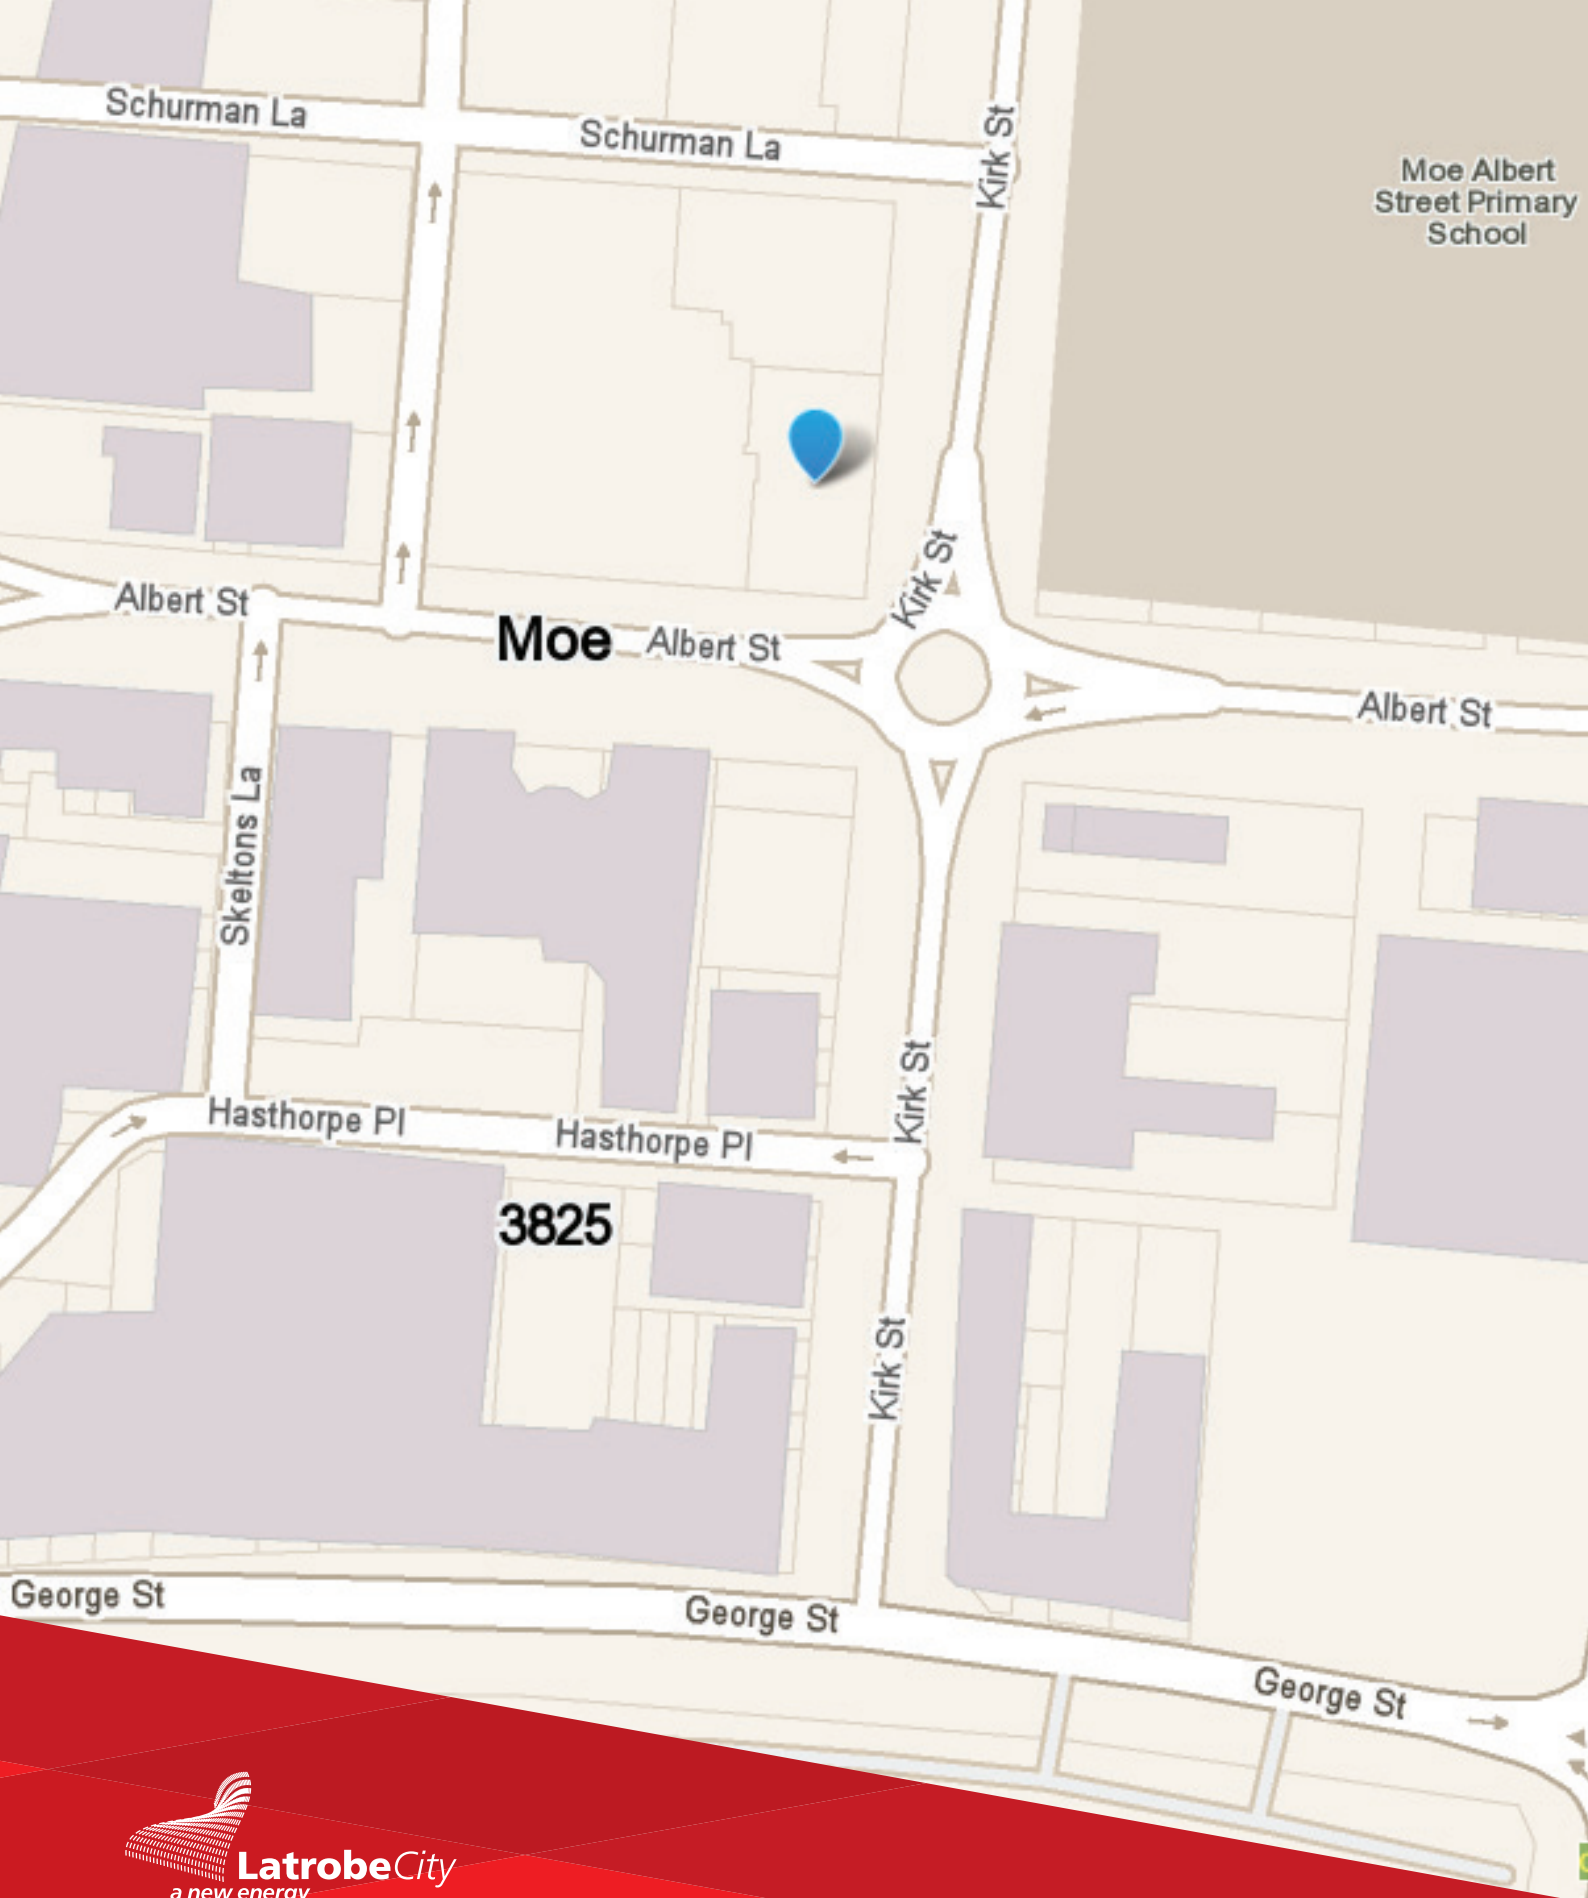 Schurman La
Schurman La
Kirk St
Moe Albert
Street Primary
School
Kirk St
Albert St
Moe
Albert St
Albert St
Skeltons La
Kirk St
Hasthorpe Pl
Hasthorpe Pl
3825
Kirk St
George St
George St
George St
LatrobeCity
a new energy